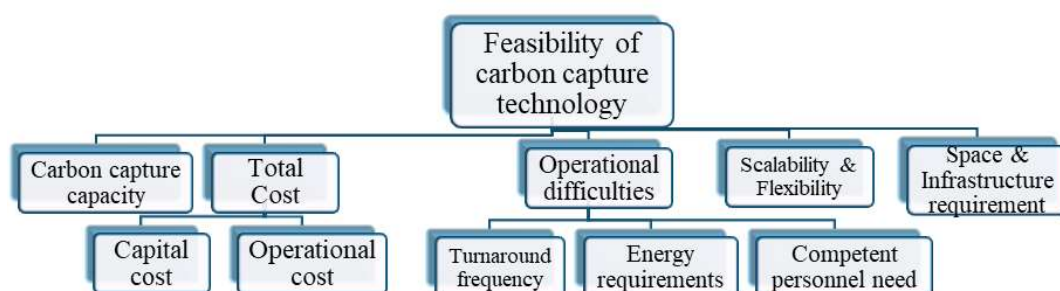 Feasibility of
carbon capture
technology
Carbon capture
capacity
Total
Cost
Operational
difficulties
Scalability &
Flexibility
Space &
Infrastructure
requirement
Capital
cost
Operational
cost
Turnaround
frequency
Energy
requirements
Competent
personnel need